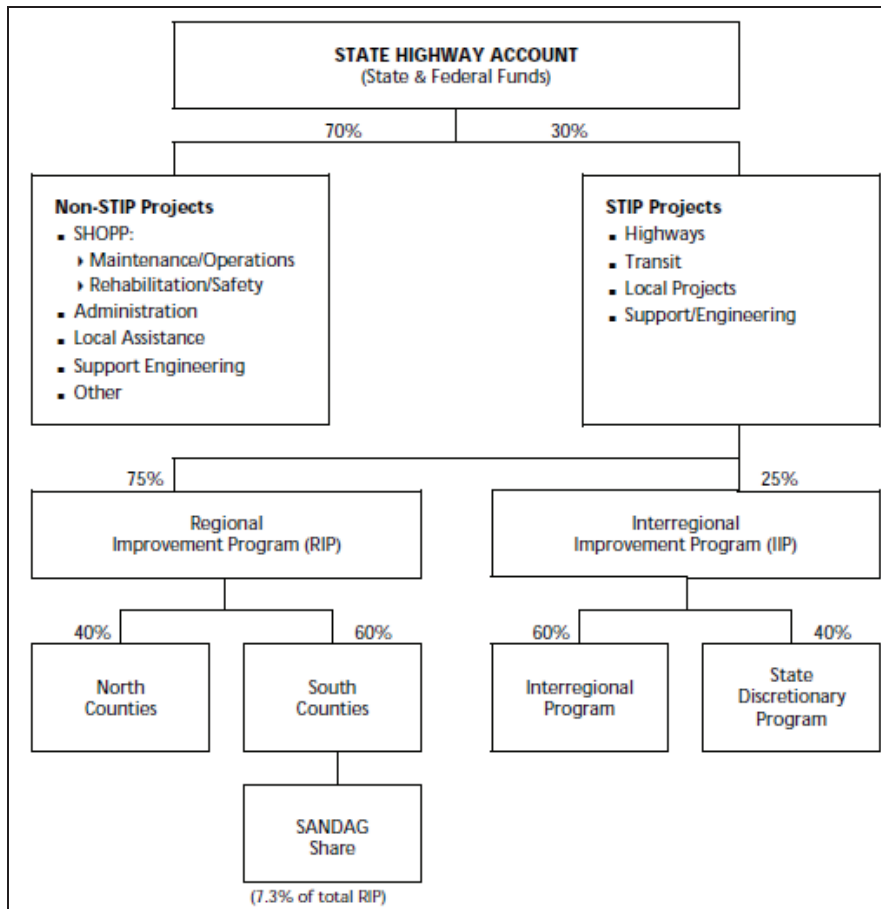 STATE HIGHWAY ACCOUNT
(State & Federal Funds)
70%
30%
Non-STIP Projects
▪ SHOPP:
▸ Maintenance/Operations
▸ Rehabilitation/Safety
▪ Administration
▪ Local Assistance
▪ Support Engineering
▪ Other
STIP Projects
▪ Highways
▪ Transit
▪ Local Projects
▪ Support/Engineering
75%
25%
Regional
Improvement Program (RIP)
Interregional
Improvement Program (IIP)
40%
60%
60%
40%
North
Counties
South
Counties
Interregional
Program
State
Discretionary
Program
SANDAG
Share
(7.3% of total RIP)